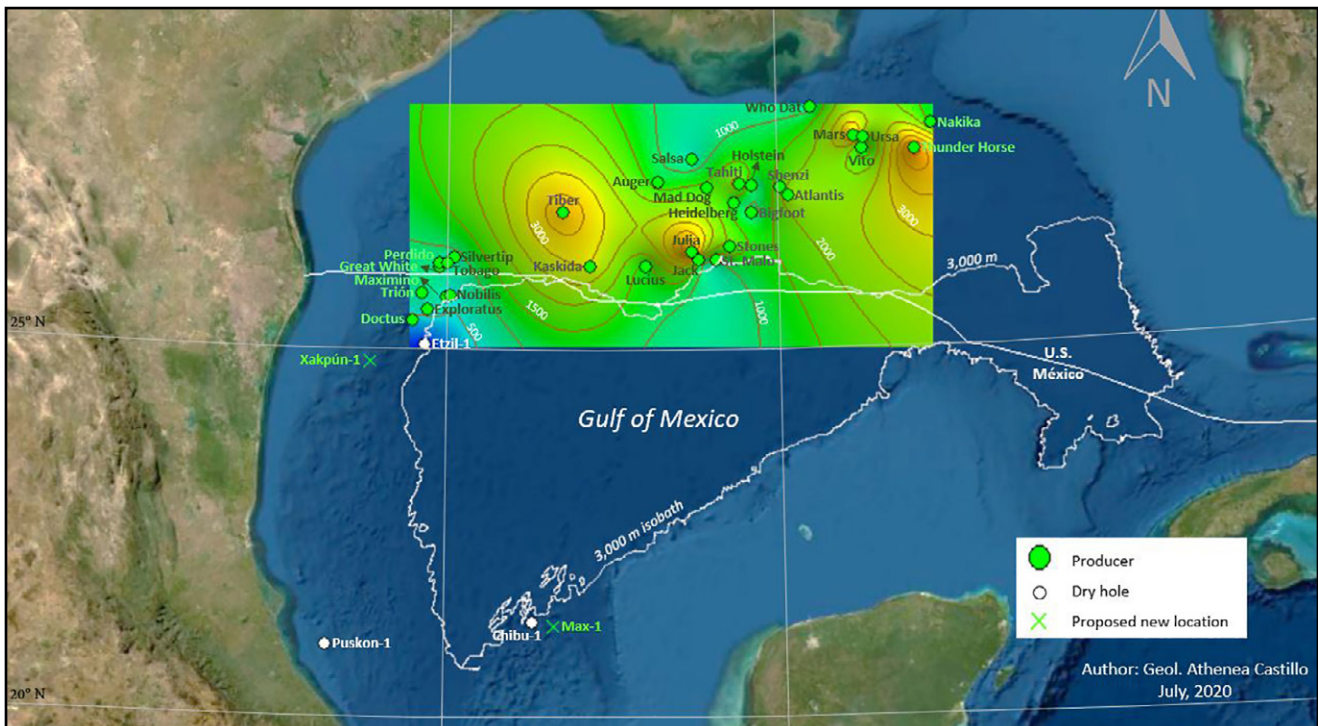 N
Who Dat
1000
Nakika
Mars
Ursa
Thunder Horse
Vito
Holstein
Salsa
Tahiti
Shenzi
Auger
Mad Dog
Atlantis
Tiber
Heidelberg
Bigfoot
3000
3000
2000
Julia
Stones
Perdido
Silvertip
Great White
Tobago
Kaskida
Jack
St. Malo
3,000 m
Maximino
Lucius
Trión
Nobilis
1500
1000
Exploratus
25° N
Doctus
500
Etzil-1
Xakpún-1
U.S.
México
Gulf of Mexico
3,000 m isobath
Producer
Dry hole
Proposed new location
Chibu-1
Max-1
Puskon-1
Author: Geol. Athenea Castillo
July, 2020
20° N